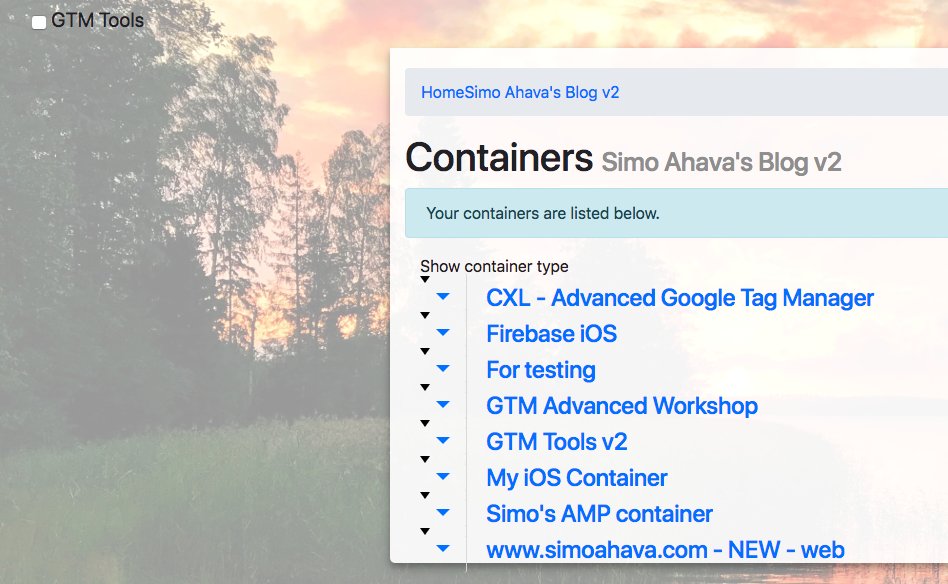 GTM Tools
HomeSimo Ahava's Blog v2
Containers Simo Ahava's Blog v2
Your containers are listed below.
Show container type
CXL - Advanced Google Tag Manager
Firebase iOS
For testing
GTM Advanced Workshop
GTM Tools v2
My iOS Container
Simo's AMP container
www.simoahava.com - NEW - web